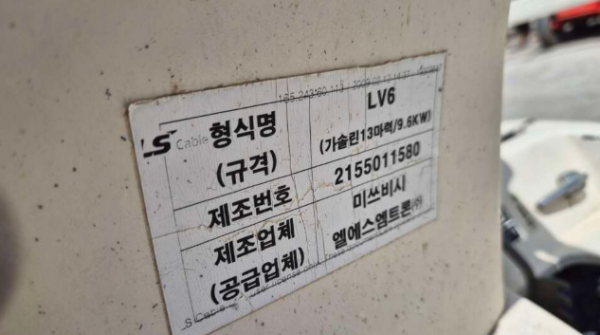 LS Cable
형식명 LV6
(규격) (가솔린13마력/9.6KW)
제조번호 2155011580
제조업체 미쓰비시
(공급업체) 엘에스엠트론㈜